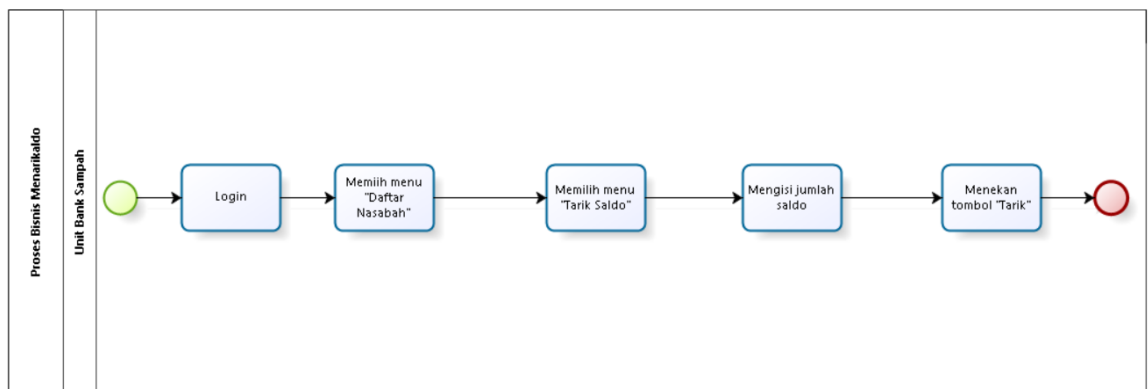 Proses Bisnis Menarikaldo
Unit Bank Sampah
Login
Memiih menu
"Daftar
Nasabah"
Memilih menu
"Tarik Saldo"
Mengisi jumlah
saldo
Menekan
tombol "Tarik"